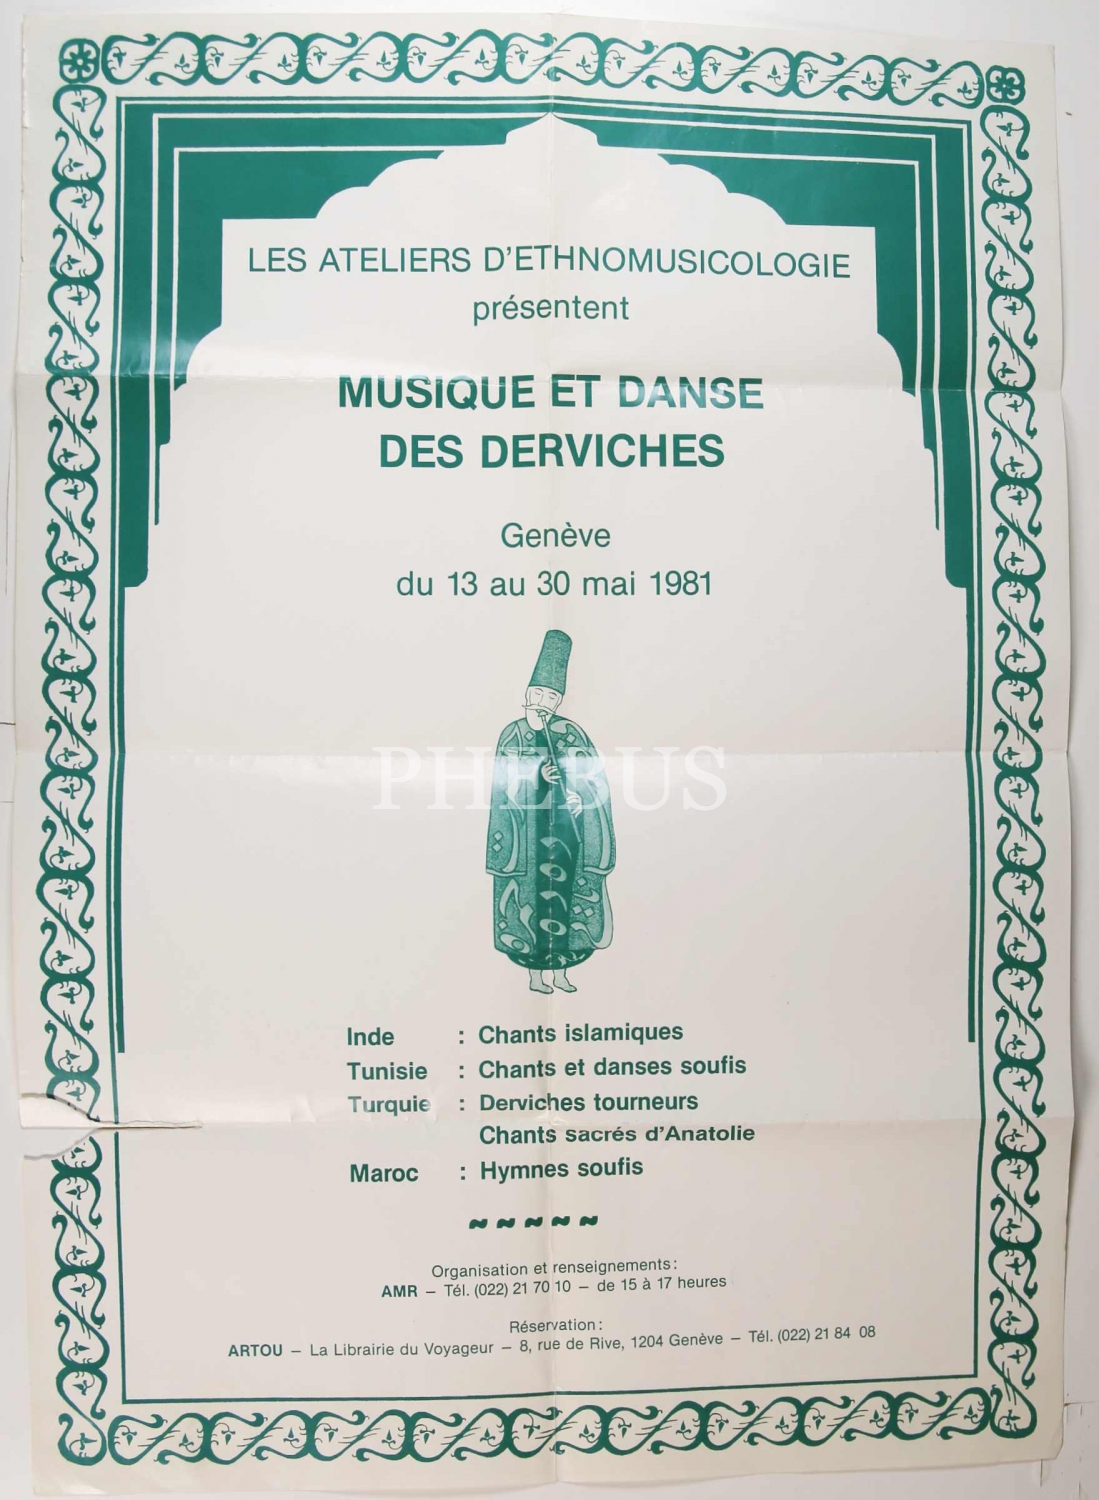 LES ATELIERS D'ETHNOMUSICOLOGIE
présentent
MUSIQUE ET DANSE
DES DERVICHES
Genève
du 13 au 30 mai 1981
PHEBUS
Inde : Chants islamiques
Tunisie : Chants et danses soufis
Turquie : Derviches tourneurs
Chants sacrés d'Anatolie
Maroc : Hymnes soufis
Organisation et renseignements:
AMR – Tél. (022) 21 70 10 – de 15 à 17 heures
Réservation:
ARTOU – La Librairie du Voyageur – 8, rue de Rive, 1204 Genève – Tél. (022) 21 84 08